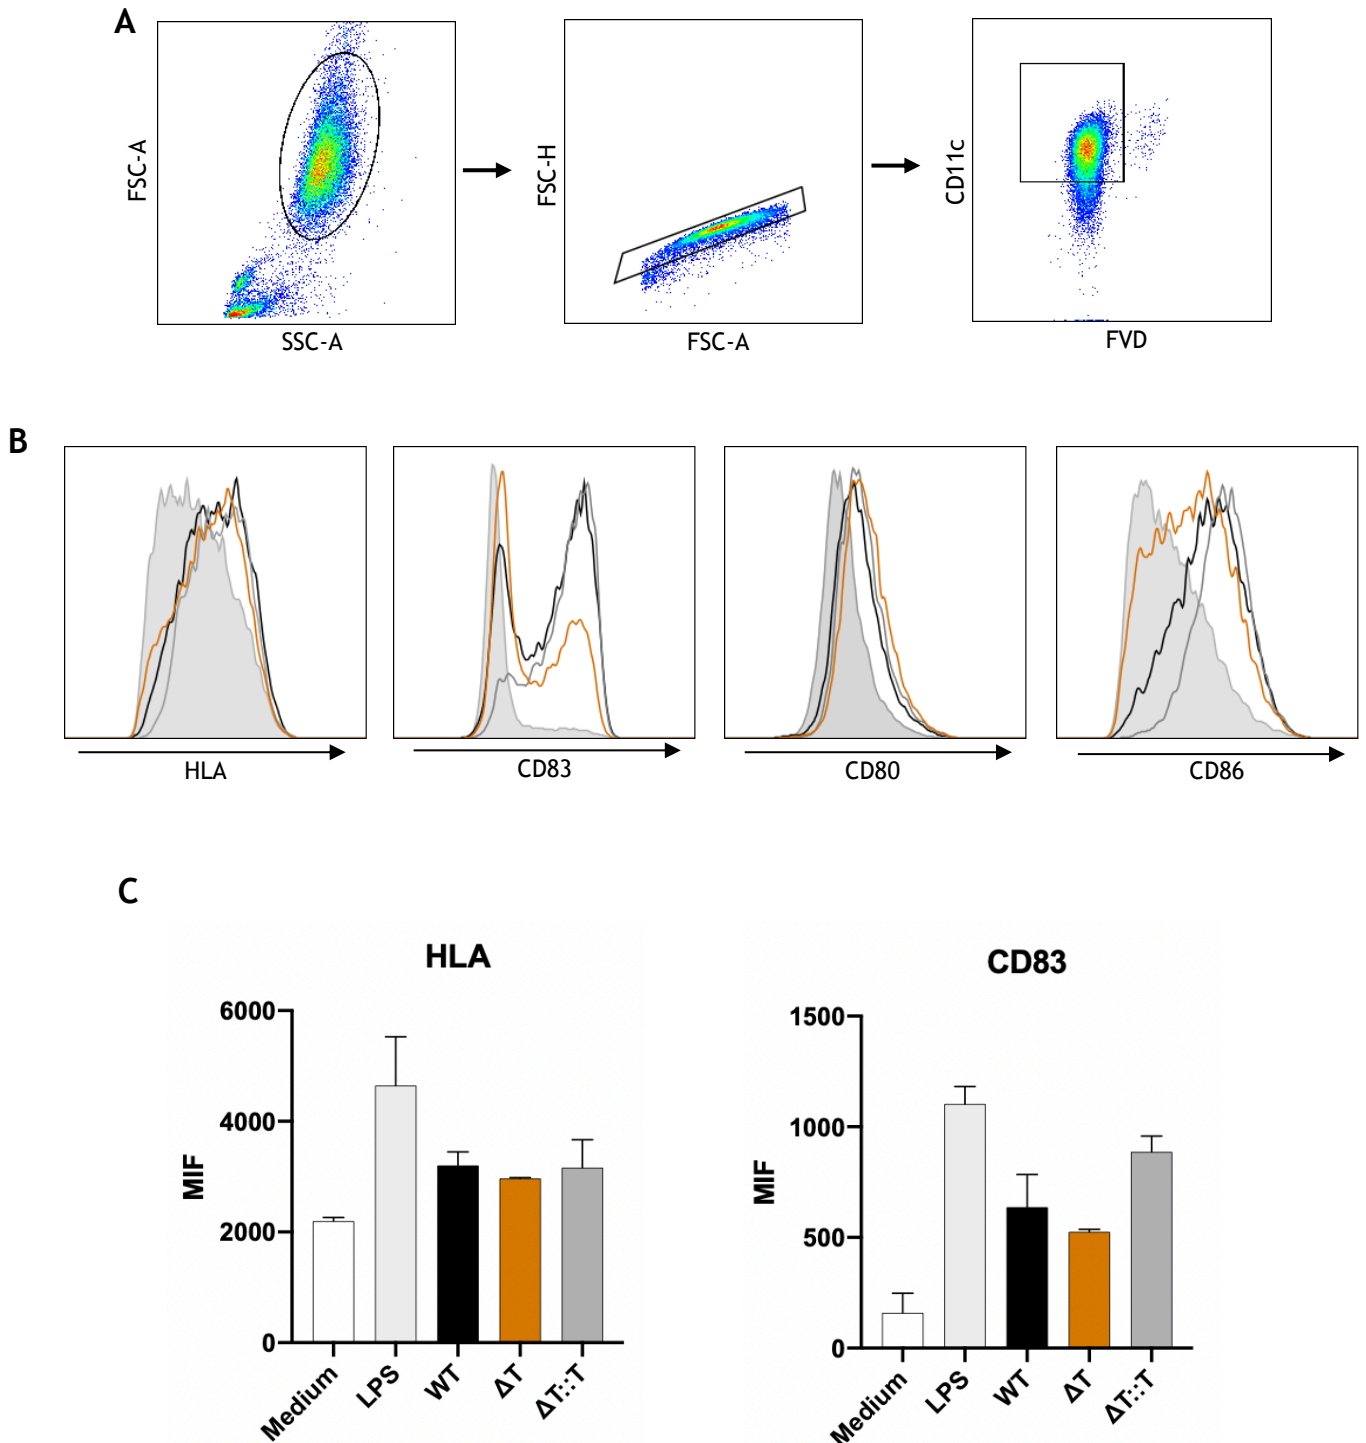 A
FSC-A
SSC-A
FSC-H
FSC-A
CD11c
FVD
B
HLA
CD83
CD80
CD86
C
HLA
MIF
6000
4000
2000
0
Medium
LPS
WT
ΔT
ΔT::T
CD83
MIF
1500
1000
500
0
Medium
LPS
WT
ΔT
ΔT::T